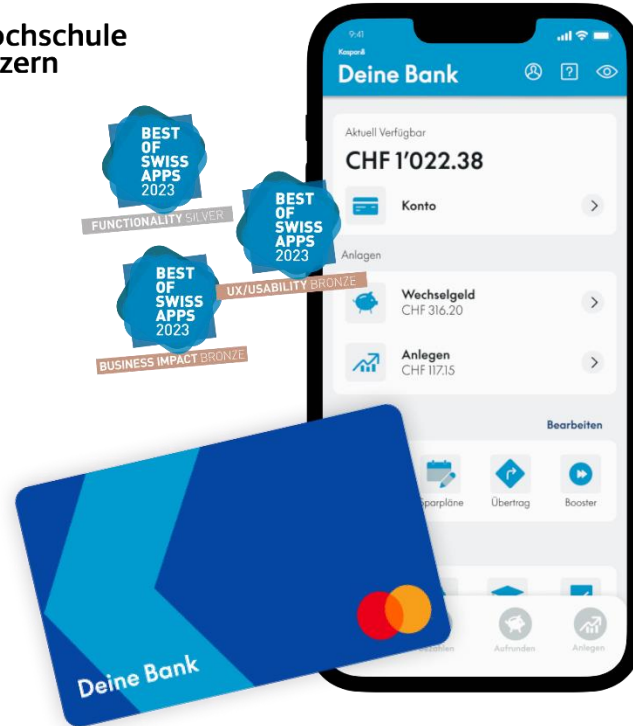 ochschule
zern
BEST
OF
SWISS
APPS
2023
FUNCTIONALITY SILVER
BEST
OF
SWISS
APPS
2023
UX/USABILITY BRONZE
BEST
OF
SWISS
APPS
2023
BUSINESS IMPACT BRONZE
9:41
Kaspar&
Deine Bank
?
Aktuell Verfügbar
CHF 1'022.38
Konto
Anlagen
Wechselgeld
CHF 316.20
Anlegen
CHF 117.15
Bearbeiten
Sparpläne
Übertrag
Booster
Aufrunden
Anlegen
Deine Bank